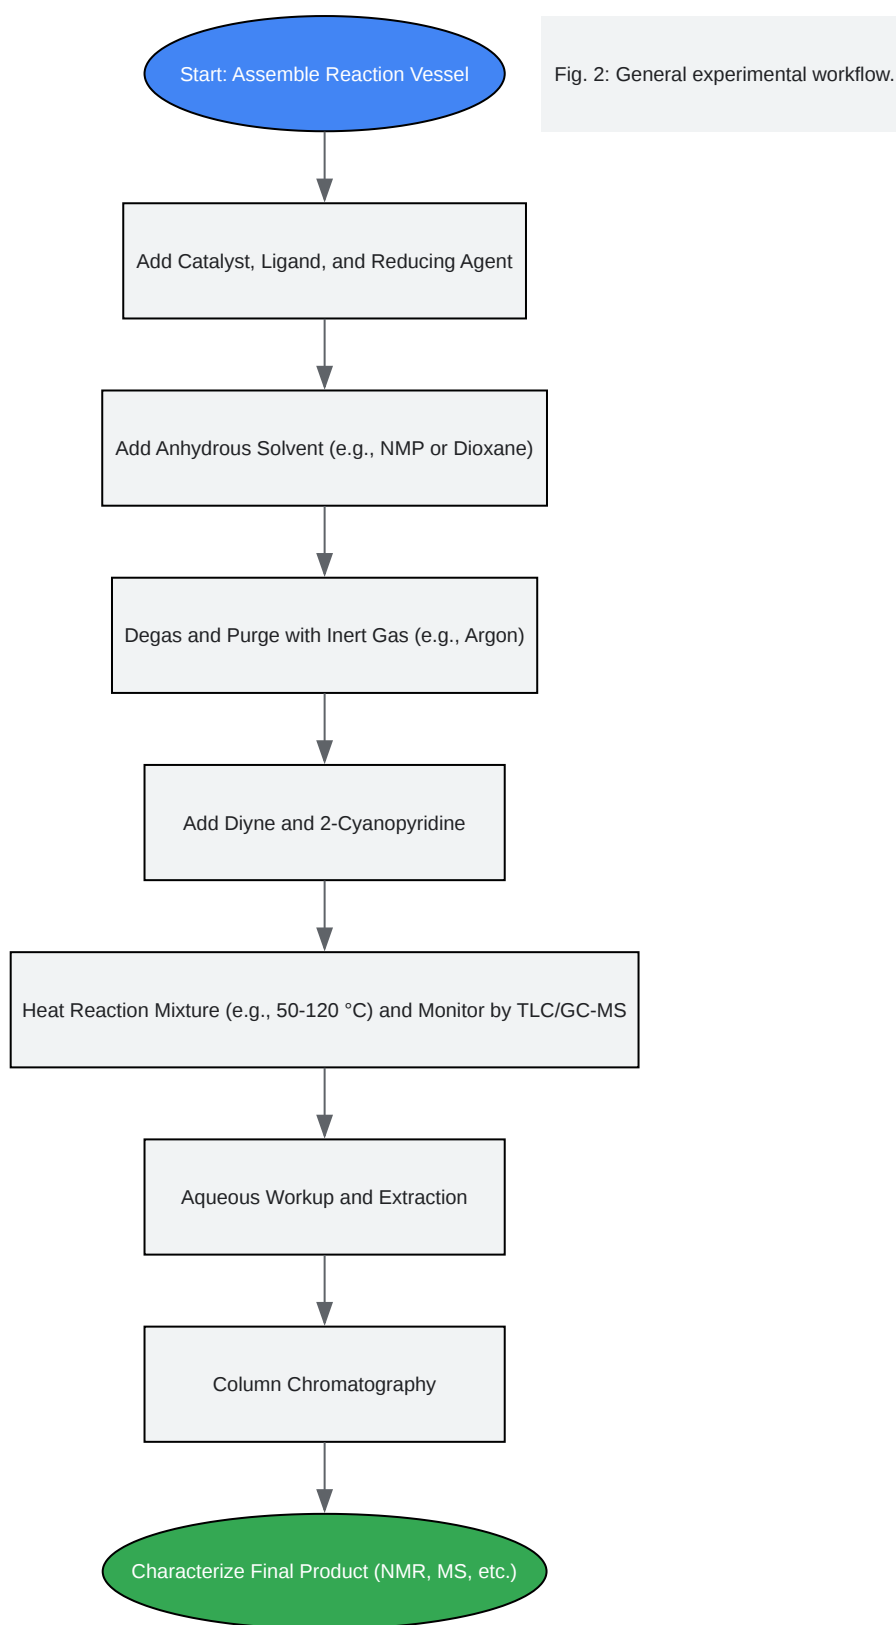 Start: Assemble Reaction Vessel
Fig. 2: General experimental workflow.
Add Catalyst, Ligand, and Reducing Agent
Add Anhydrous Solvent (e.g., NMP or Dioxane)
Degas and Purge with Inert Gas (e.g., Argon)
Add Diyne and 2-Cyanopyridine
Heat Reaction Mixture (e.g., 50-120 °C) and Monitor by TLC/GC-MS
Aqueous Workup and Extraction
Column Chromatography
Characterize Final Product (NMR, MS, etc.)